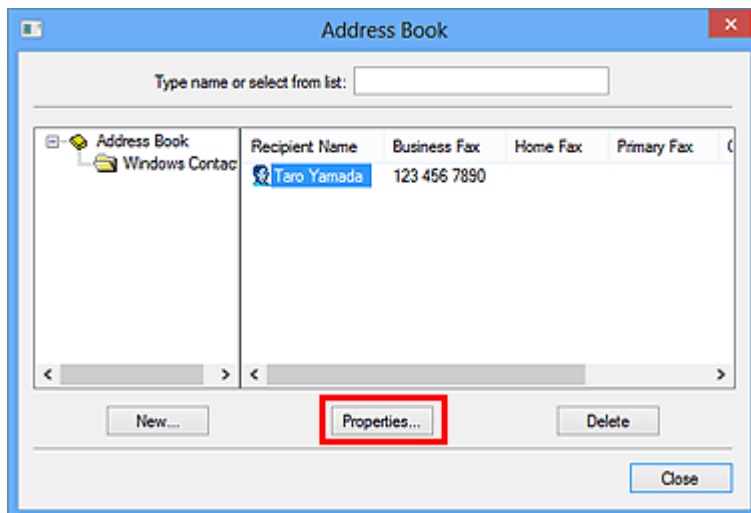 Address Book
Type name or select from list:
Address Book
Windows Contac
Recipient Name Business Fax Home Fax Primary Fax
Taro Yamada 123 456 7890
New... Properties... Delete
Close